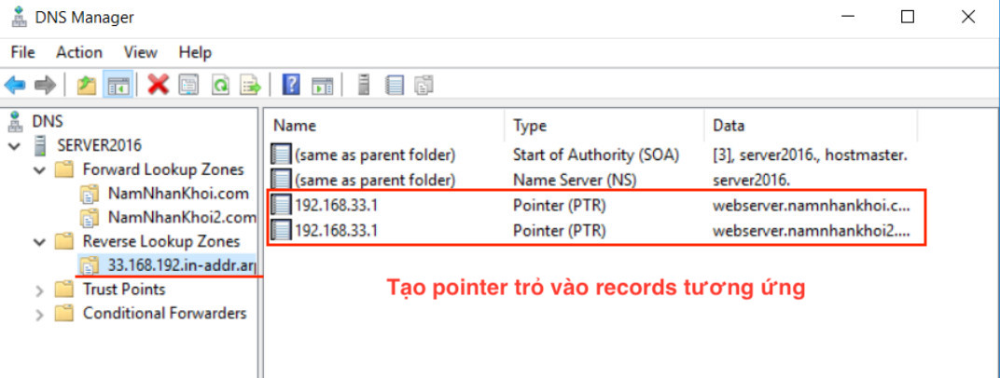 DNS Manager
File Action View Help
DNS
SERVER2016
Forward Lookup Zones
NamNhanKhoi.com
NamNhanKhoi2.com
Reverse Lookup Zones
33.168.192.in-addr.arp
Trust Points
Conditional Forwarders
Name Type Data
(same as parent folder) Start of Authority (SOA) [3], server2016., hostmaster.
(same as parent folder) Name Server (NS) server2016.
192.168.33.1 Pointer (PTR) webserver.namnhankhoi.c...
192.168.33.1 Pointer (PTR) webserver.namnhankhoi2....
Tạo pointer trỏ vào records tương ứng